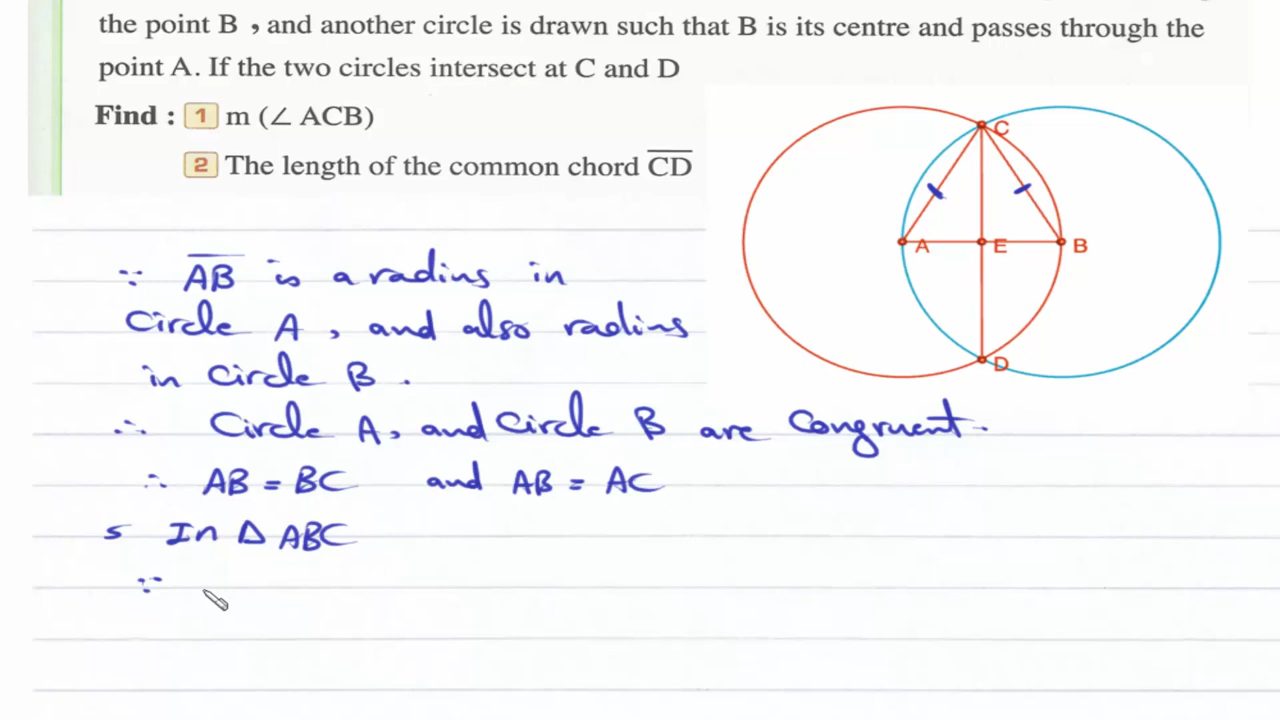 the point B , and another circle is drawn such that B is its centre and passes through the
point A. If the two circles intersect at C and D
Find : 1 m (∠ ACB)
2 The length of the common chord CD
C
A E B
D
∵ AB is a radius in
Circle A , and also radius
in Circle B .
∴ Circle A, and Circle B are Congruent.
∴ AB = BC and AB = AC
, In Δ ABC
∵